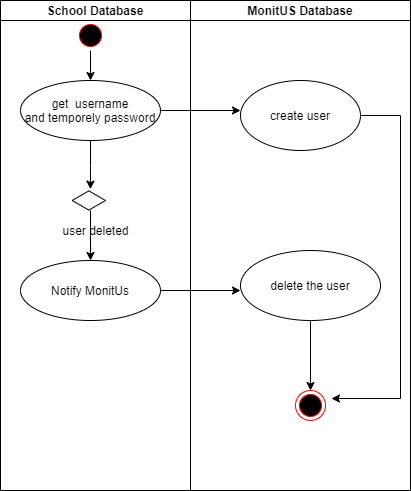 School Database
MonitUS Database
get username
and temporely password
create user
user deleted
Notify MonitUs
delete the user